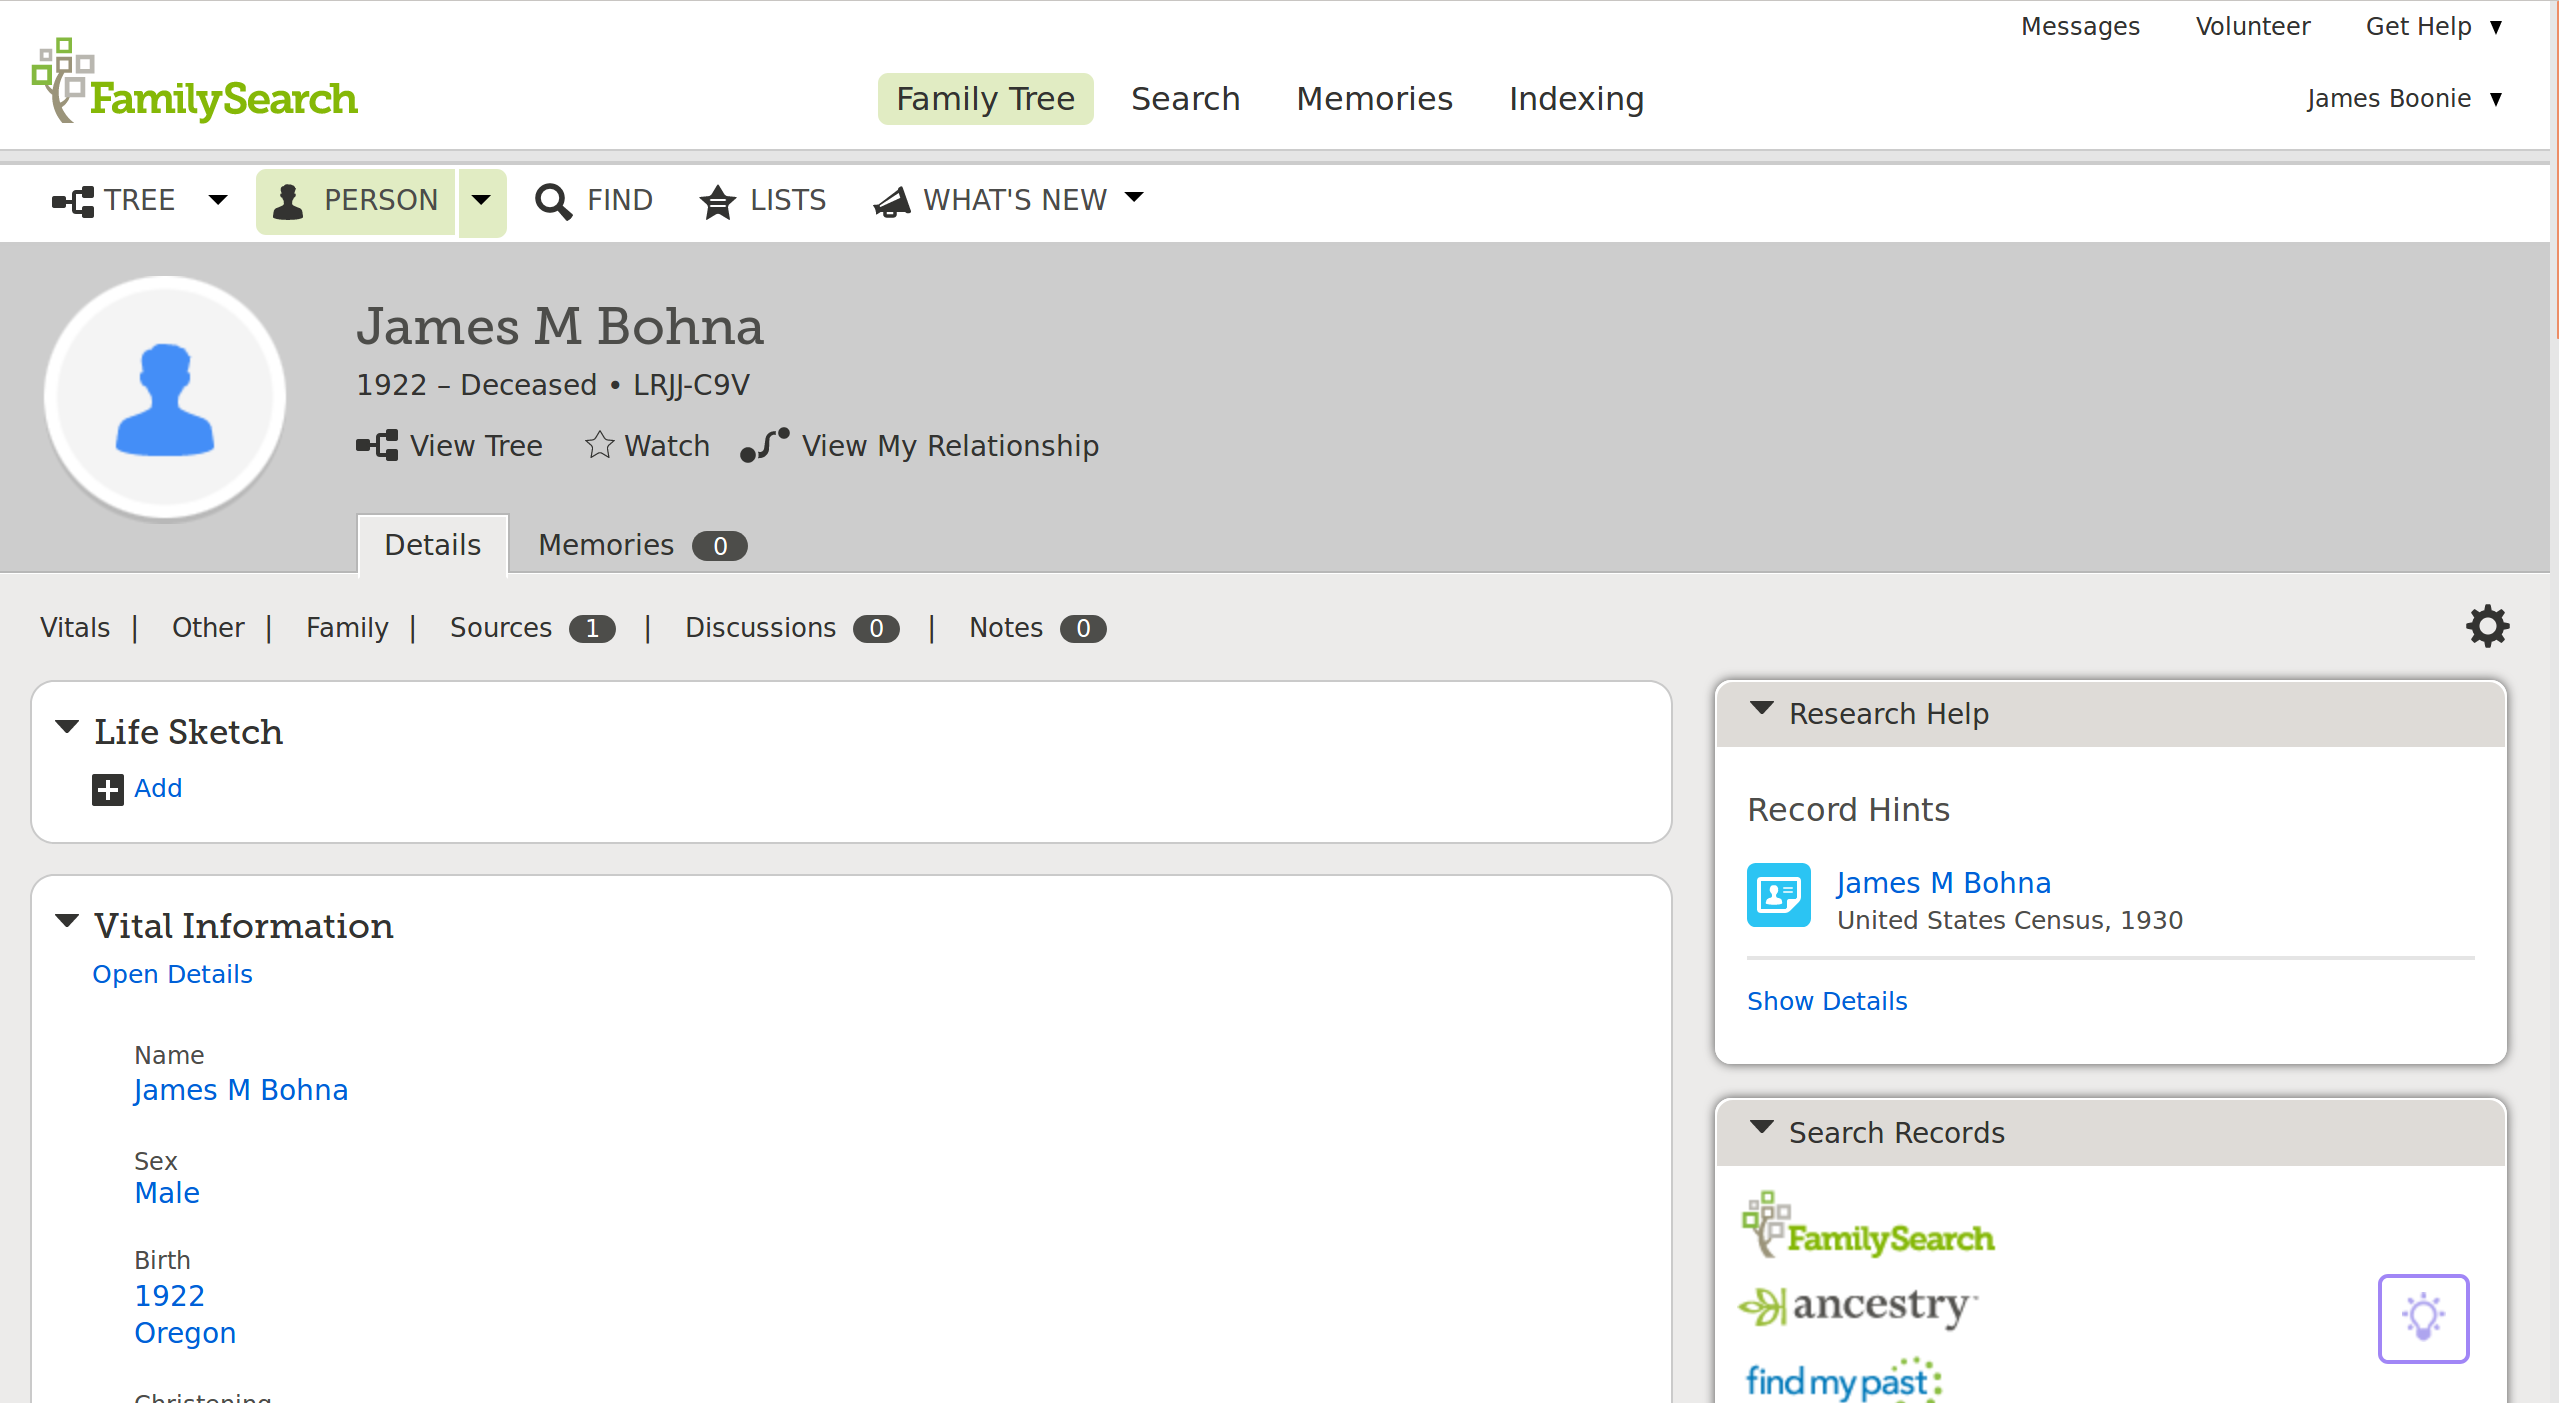 Messages Volunteer Get Help
FamilySearch
Family Tree Search Memories Indexing
James Boonie
TREE PERSON FIND LISTS WHAT'S NEW
James M Bohna
1922 – Deceased • LRJJ-C9V
View Tree Watch View My Relationship
Details Memories 0
Vitals | Other | Family | Sources 1 | Discussions 0 | Notes 0
Life Sketch
Add
Vital Information
Open Details
Name
James M Bohna
Sex
Male
Birth
1922
Oregon
Christening
Research Help
Record Hints
James M Bohna
United States Census, 1930
Show Details
Search Records
FamilySearch
ancestry
findmypast